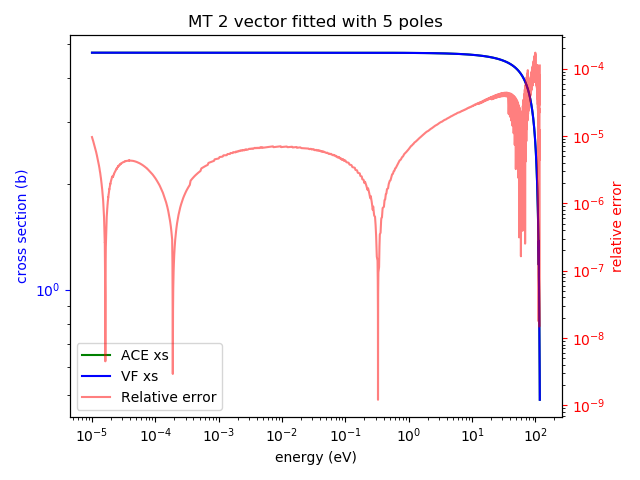 MT 2 vector fitted with 5 poles
cross section (b)
10⁰
ACE xs
VF xs
Relative error
10⁻⁵ 10⁻⁴ 10⁻³ 10⁻² 10⁻¹ 10⁰ 10¹ 10²
energy (eV)
10⁻⁴
10⁻⁵
10⁻⁶
10⁻⁷
10⁻⁸
10⁻⁹
relative error